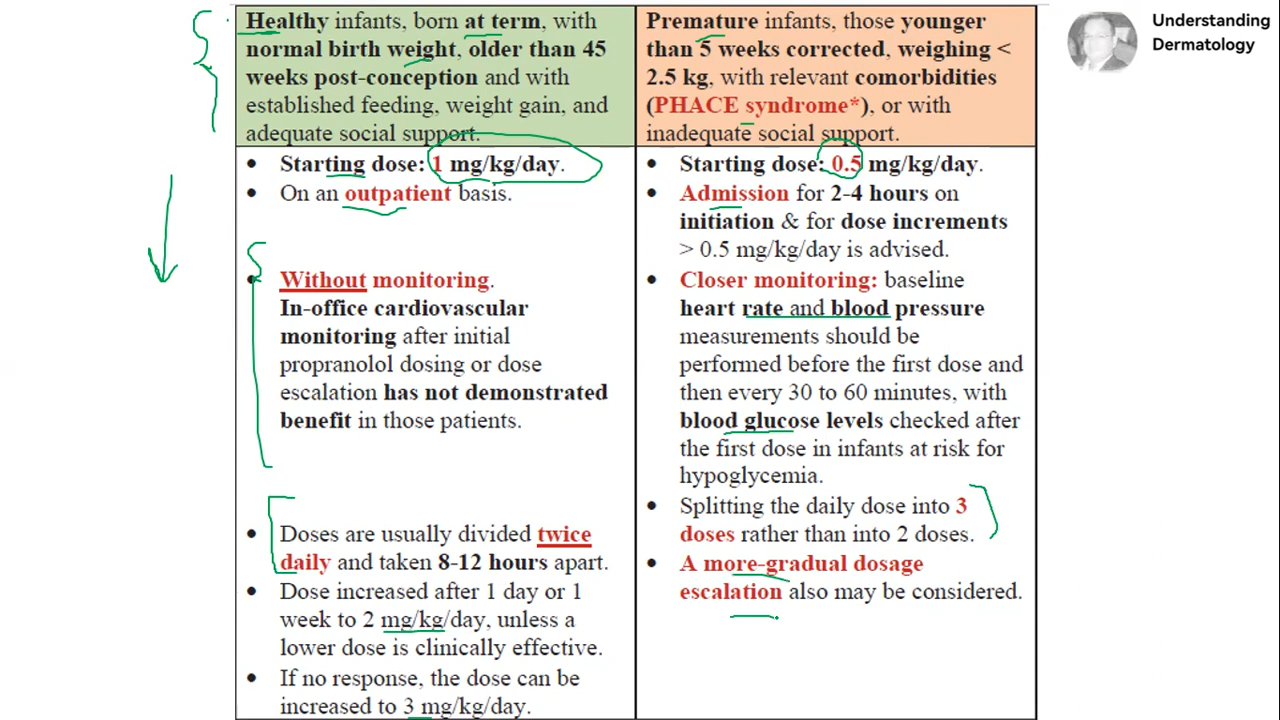 Healthy infants, born at term, with
normal birth weight, older than 45
weeks post-conception and with
established feeding, weight gain, and
adequate social support.
Premature infants, those younger
than 5 weeks corrected, weighing <
2.5 kg, with relevant comorbidities
(PHACE syndrome*), or with
inadequate social support.
• Starting dose: 1 mg/kg/day.
• On an outpatient basis.
• Without monitoring.
In-office cardiovascular
monitoring after initial
propranolol dosing or dose
escalation has not demonstrated
benefit in those patients.
• Doses are usually divided twice
daily and taken 8-12 hours apart.
• Dose increased after 1 day or 1
week to 2 mg/kg/day, unless a
lower dose is clinically effective.
• If no response, the dose can be
increased to 3 mg/kg/day.
• Starting dose: 0.5 mg/kg/day.
• Admission for 2-4 hours on
initiation & for dose increments
> 0.5 mg/kg/day is advised.
• Closer monitoring: baseline
heart rate and blood pressure
measurements should be
performed before the first dose and
then every 30 to 60 minutes, with
blood glucose levels checked after
the first dose in infants at risk for
hypoglycemia.
• Splitting the daily dose into 3
doses rather than into 2 doses.
• A more-gradual dosage
escalation also may be considered.
Understanding
Dermatology